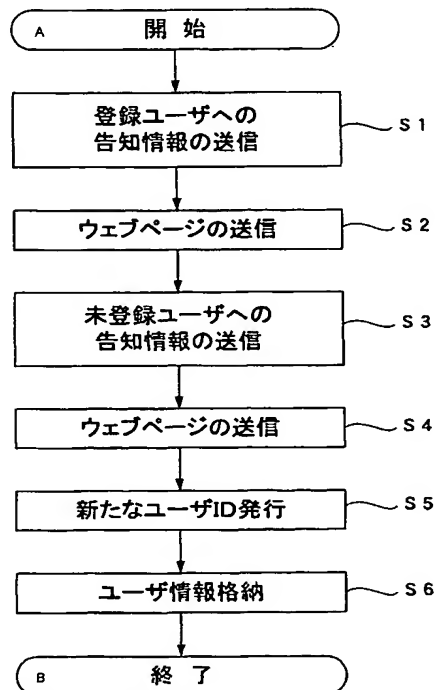 A 開始
登録ユーザへの
告知情報の送信
S1
ウェブページの送信
S2
未登録ユーザへの
告知情報の送信
S3
ウェブページの送信
S4
新たなユーザID発行
S5
ユーザ情報格納
S6
B 終了